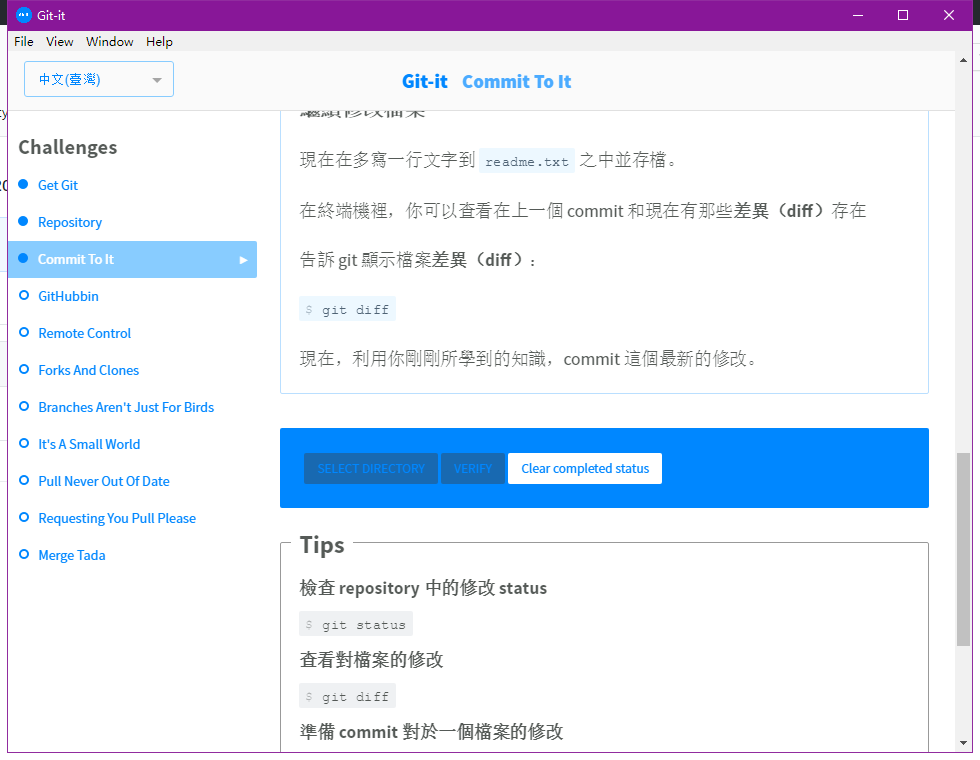 Git-it
File View Window Help
中文(臺灣)
Git-it Commit To It
Challenges
Get Git
Repository
Commit To It
GitHubbin
Remote Control
Forks And Clones
Branches Aren't Just For Birds
It's A Small World
Pull Never Out Of Date
Requesting You Pull Please
Merge Tada
繼續修改檔案
現在在多寫一行文字到 readme.txt 之中並存檔。
在終端機裡，你可以查看在上一個 commit 和現在有那些差異（diff）存在
告訴 git 顯示檔案差異（diff）：
$ git diff
現在，利用你剛剛所學到的知識，commit 這個最新的修改。
SELECT DIRECTORY VERIFY Clear completed status
Tips
檢查 repository 中的修改 status
$ git status
查看對檔案的修改
$ git diff
準備 commit 對於一個檔案的修改